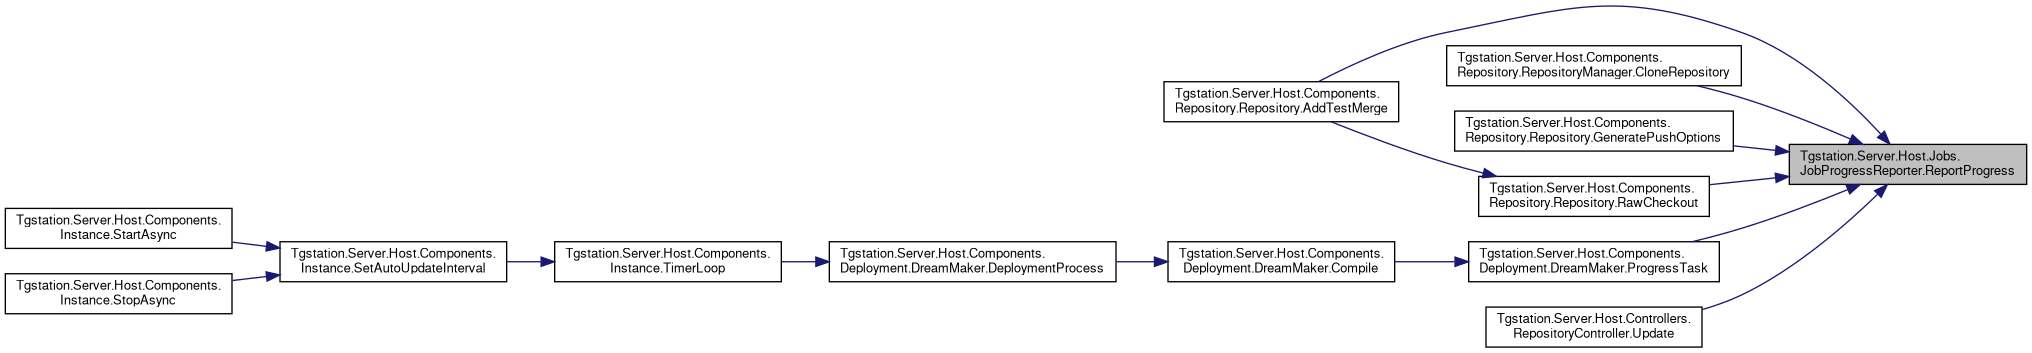 Tgstation.Server.Host.Components.
Repository.RepositoryManager.CloneRepository
Tgstation.Server.Host.Components.
Repository.Repository.AddTestMerge
Tgstation.Server.Host.Components.
Repository.Repository.GeneratePushOptions
Tgstation.Server.Host.Jobs.
JobProgressReporter.ReportProgress
Tgstation.Server.Host.Components.
Repository.Repository.RawCheckout
Tgstation.Server.Host.Components.
Instance.StartAsync
Tgstation.Server.Host.Components.
Instance.SetAutoUpdateInterval
Tgstation.Server.Host.Components.
Instance.TimerLoop
Tgstation.Server.Host.Components.
Deployment.DreamMaker.DeploymentProcess
Tgstation.Server.Host.Components.
Deployment.DreamMaker.Compile
Tgstation.Server.Host.Components.
Deployment.DreamMaker.ProgressTask
Tgstation.Server.Host.Components.
Instance.StopAsync
Tgstation.Server.Host.Controllers.
RepositoryController.Update